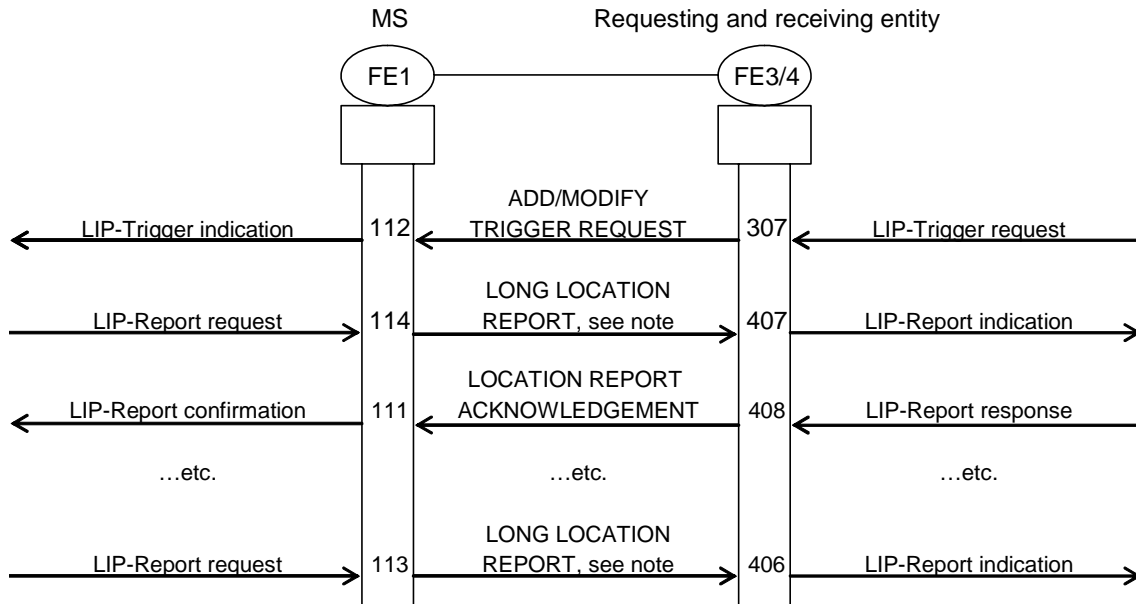 MS
Requesting and receiving entity
FE1
FE3/4
ADD/MODIFY
LIP-Trigger indication
112
TRIGGER REQUEST
307
LIP-Trigger request
LONG LOCATION
LIP-Report request
114
REPORT, see note
407
LIP-Report indication
LOCATION REPORT
LIP-Report confirmation
111
ACKNOWLEDGEMENT
408
LIP-Report response
…etc.
…etc.
…etc.
LONG LOCATION
LIP-Report request
113
REPORT, see note
406
LIP-Report indication